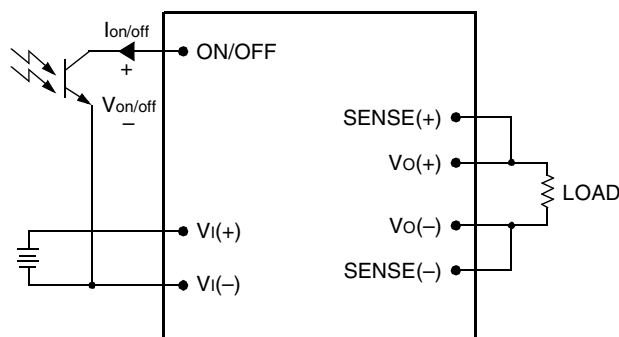 Ion/off
ON/OFF
+
Von/off
–
SENSE(+)
VO(+)
LOAD
VO(–)
SENSE(–)
VI(+)
VI(–)